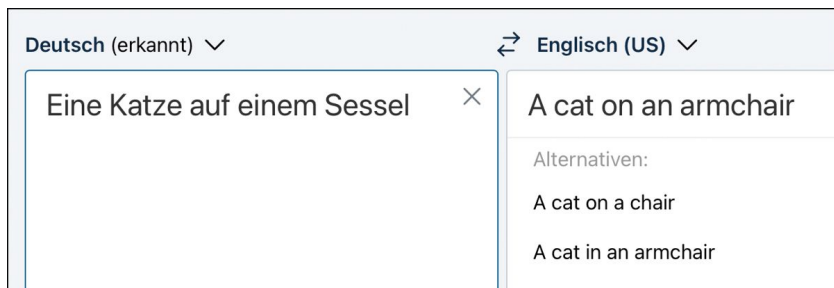 Deutsch (erkannt)
Englisch (US)
Eine Katze auf einem Sessel
A cat on an armchair
Alternativen:
A cat on a chair
A cat in an armchair